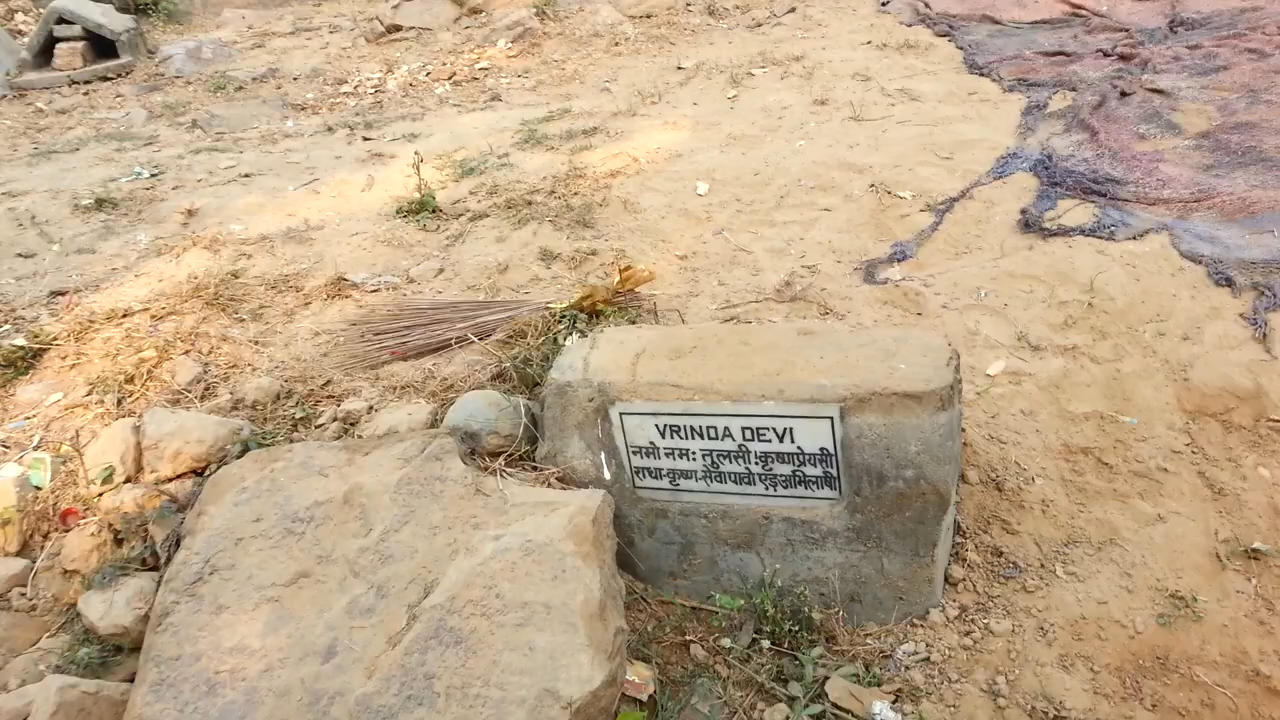 VRINDA DEVI
नमो नमः तुलसी ! कृष्णप्रेयसी
राधा-कृष्ण-सेवा पावो एइ अभिलाषी